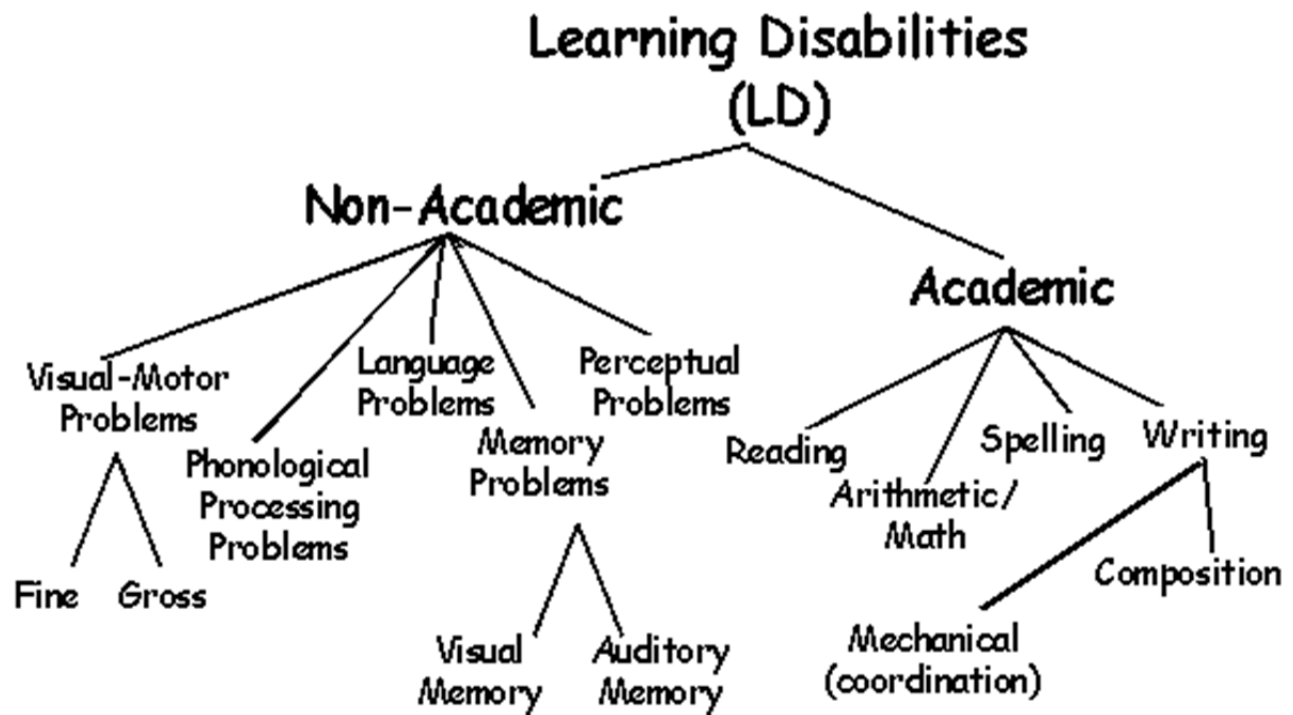 Learning Disabilities
(LD)
Non-Academic
Academic
Visual-Motor
Problems
Phonological
Processing
Problems
Language
Problems
Memory
Problems
Perceptual
Problems
Reading
Arithmetic/
Math
Spelling
Writing
Fine
Gross
Visual
Memory
Auditory
Memory
Mechanical
(coordination)
Composition